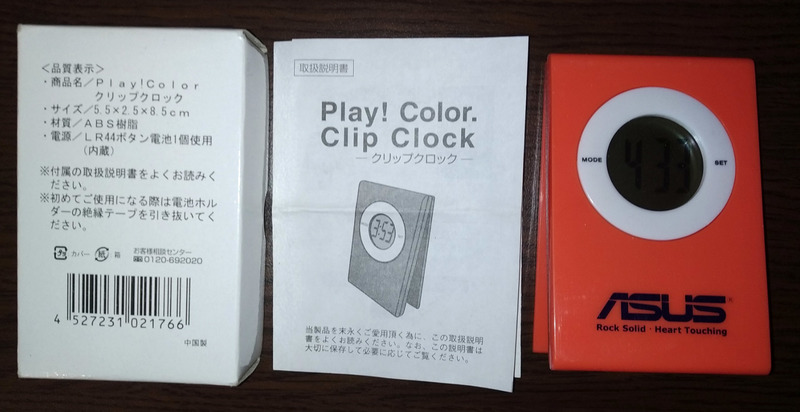 ＜品質表示＞
・商品名／Ｐｌａｙ！Ｃｏｌｏｒ
クリップクロック
・サイズ／５.５×２.５×８.５ｃｍ
・材質／ＡＢＳ樹脂
・電源／ＬＲ44ボタン電池1個使用
（内蔵）
※付属の取扱説明書をよくお読みく
ださい。
※初めてご使用になる際は電池ホル
ダーの絶縁テープを引き抜いてく
ださい。
プラ カバー 紙 箱
お客様相談センター
0120-692020
4 527231 021766
中国製
取扱説明書
Play! Color.
Clip Clock
―クリップクロック―
3:53
当製品を末永くご愛用頂く為に、この取扱説明
書をよくお読みください。なお、この説明書は
大切に保存して必要に応じてご覧ください。
MODE
4 33
SET
ASUS®
Rock Solid · Heart Touching